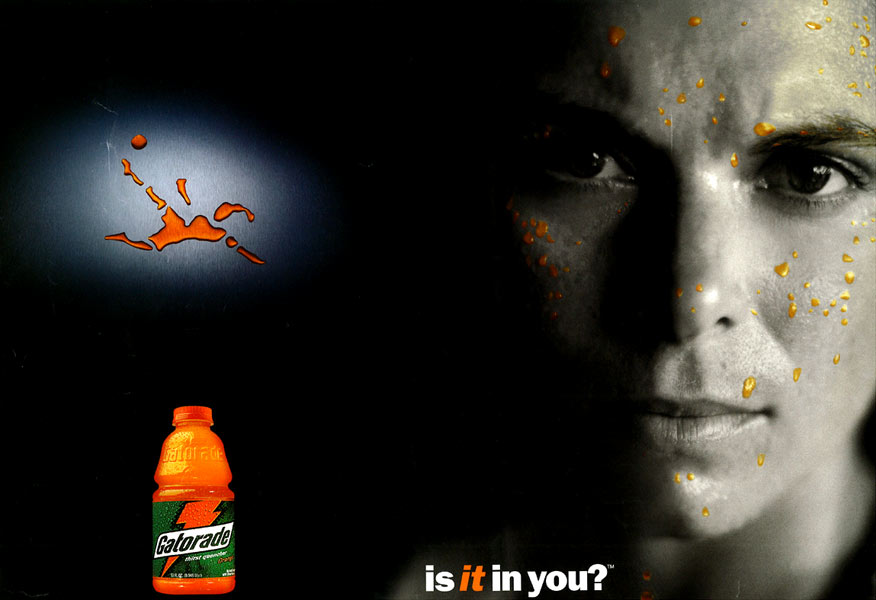 Gatorade
Gatorade
thirst quencher
is it in you?™